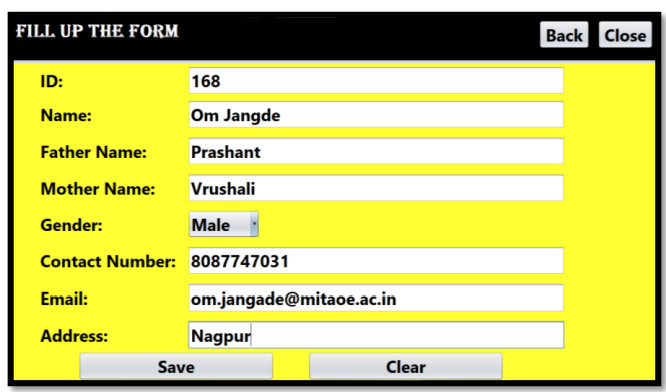 FILL UP THE FORM Back Close
ID: 168
Name: Om Jangde
Father Name: Prashant
Mother Name: Vrushali
Gender: Male
Contact Number: 8087747031
Email: om.jangade@mitaoe.ac.in
Address: Nagpur
Save Clear